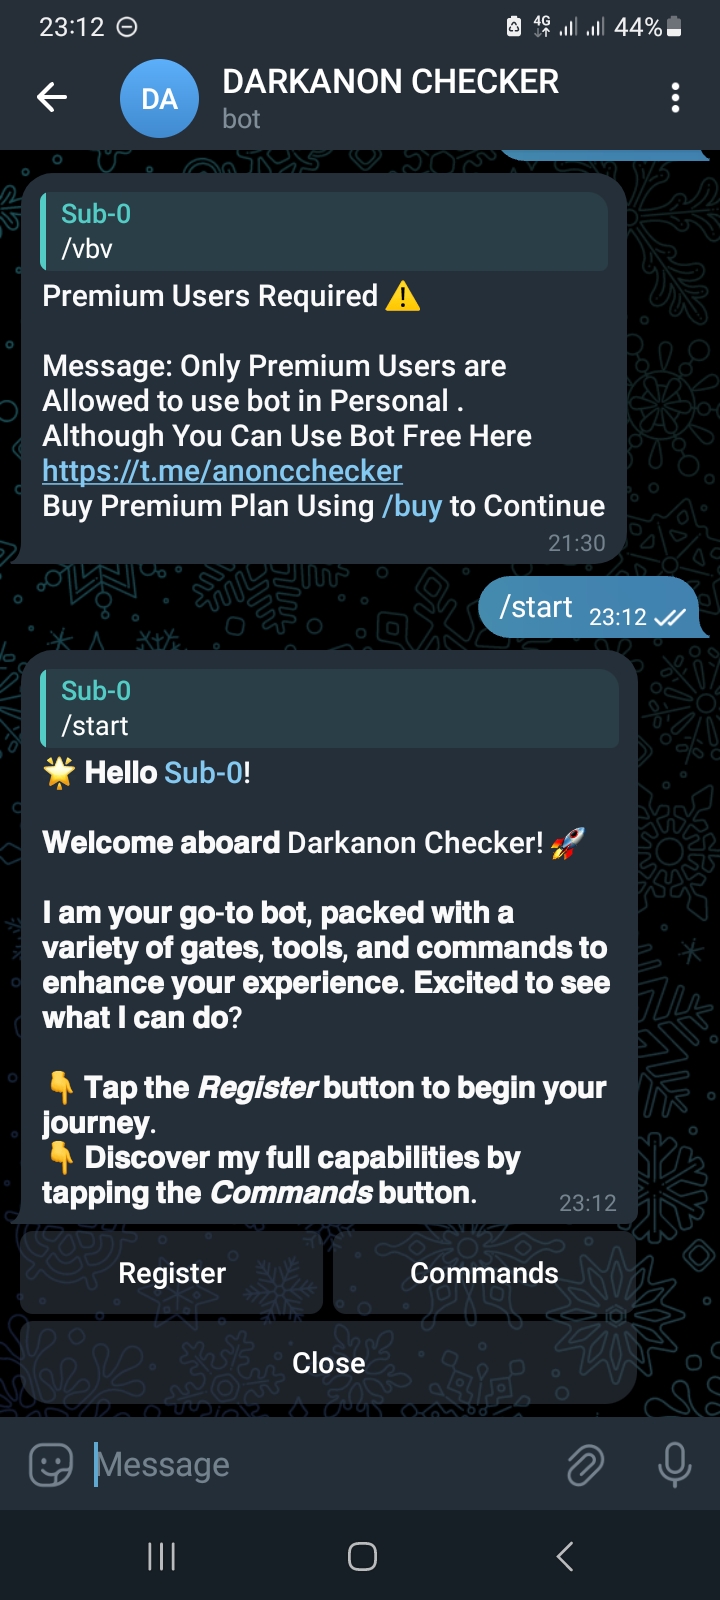 23:12 4G 44%
DA DARKANON CHECKER
bot
Sub-0
/vbv
Premium Users Required ⚠️
Message: Only Premium Users are
Allowed to use bot in Personal .
Although You Can Use Bot Free Here
https://t.me/anoncchecker
Buy Premium Plan Using /buy to Continue
21:30
/start 23:12
Sub-0
/start
🌟 Hello Sub-0!
Welcome aboard Darkanon Checker! 🚀
I am your go-to bot, packed with a
variety of gates, tools, and commands to
enhance your experience. Excited to see
what I can do?
👇 Tap the Register button to begin your
journey.
👇 Discover my full capabilities by
tapping the Commands button.
23:12
Register Commands
Close
Message